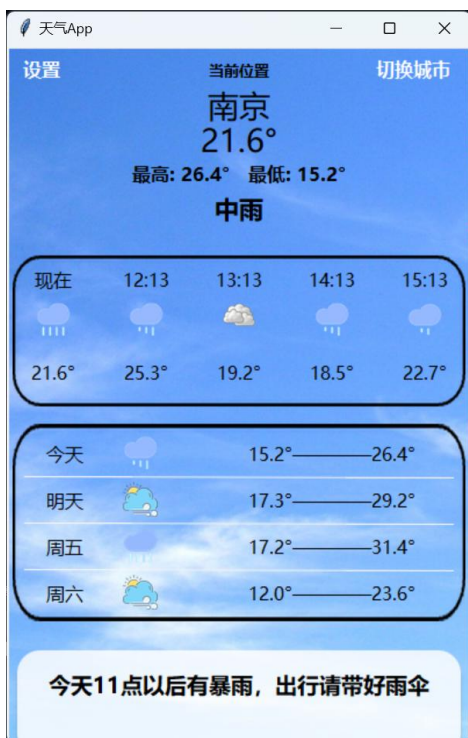 天气App
设置 当前位置 切换城市
南京
21.6°
最高: 26.4° 最低: 15.2°
中雨
现在 12:13 13:13 14:13 15:13
21.6° 25.3° 19.2° 18.5° 22.7°
今天 15.2°————26.4°
明天 17.3°————29.2°
周五 17.2°————31.4°
周六 12.0°————23.6°
今天11点以后有暴雨，出行请带好雨伞